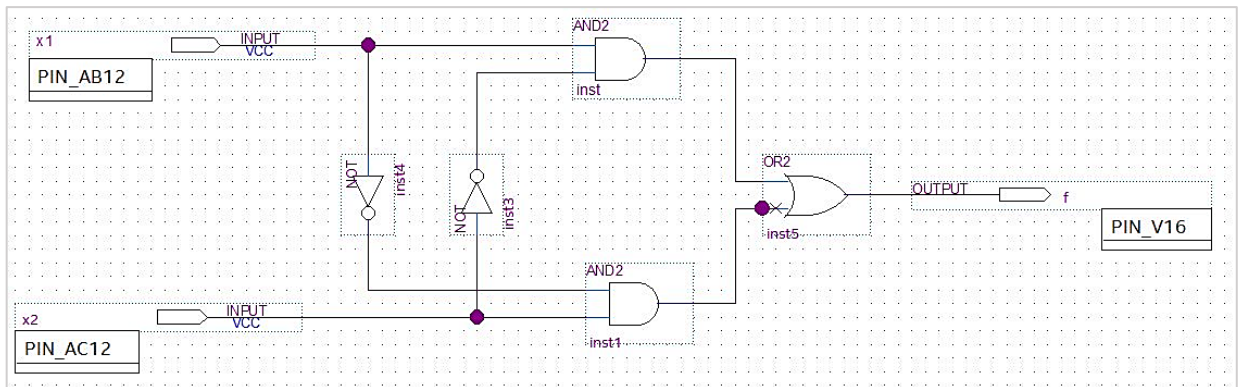 x1
INPUT
VCC
PIN_AB12
AND2
inst
NOT
inst4
NOT
inst3
OR2
inst5
OUTPUT
f
PIN_V16
AND2
inst1
x2
INPUT
VCC
PIN_AC12